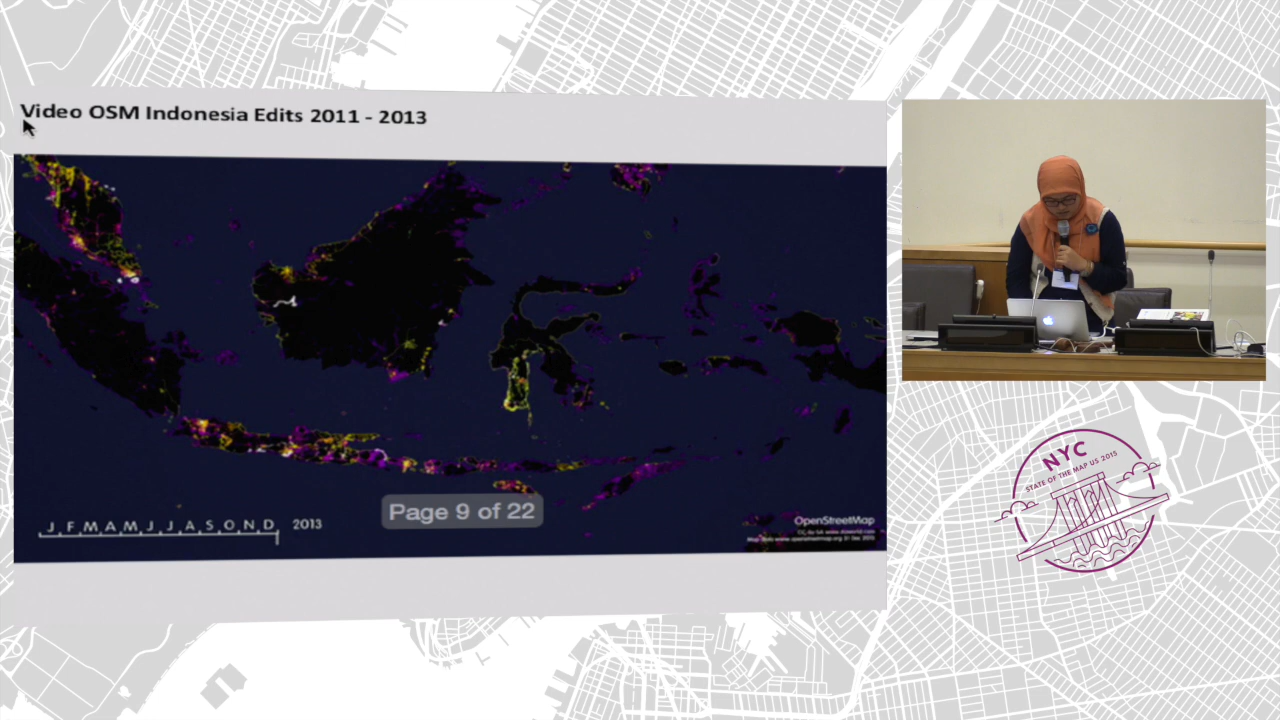 Video OSM Indonesia Edits 2011 - 2013
J F M A M J J A S O N D 2013
Page 9 of 22
OpenStreetMap
NYC
STATE OF THE MAP US 2015